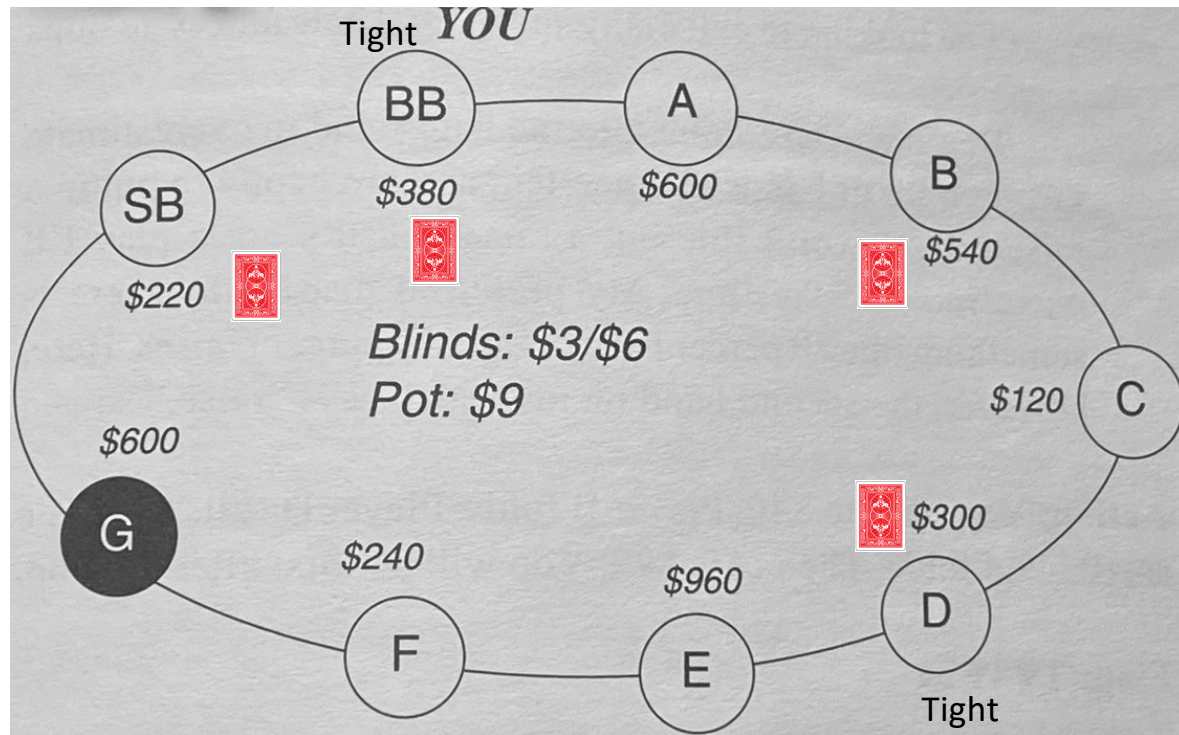 Tight YOU
BB
A
B
SB
$380
$600
$540
$220
Blinds: $3/$6
Pot: $9
$120
C
$600
G
$300
$240
$960
D
F
E
Tight